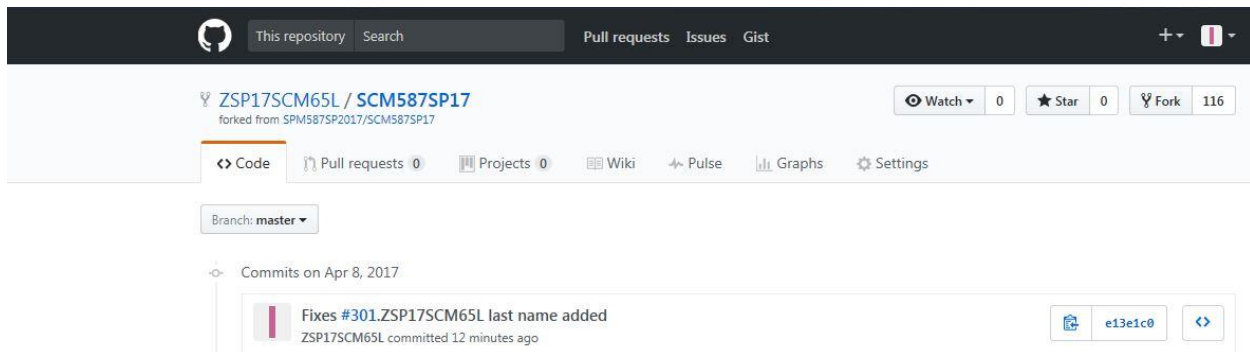 This repository Search Pull requests Issues Gist
ZSP17SCM65L / SCM587SP17 Watch 0 Star 0 Fork 116
forked from SPM587SP2017/SCM587SP17
<> Code Pull requests 0 Projects 0 Wiki Pulse Graphs Settings
Branch: master
Commits on Apr 8, 2017
Fixes #301.ZSP17SCM65L last name added e13e1c0 <>
ZSP17SCM65L committed 12 minutes ago